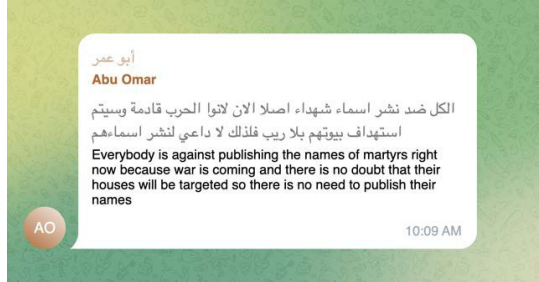 أبو عمر
Abu Omar
الكل ضد نشر اسماء شهداء اصلا الان لانوا الحرب قادمة وسيتم
استهداف بيوتهم بلا ريب فلذلك لا داعي لنشر اسماءهم
Everybody is against publishing the names of martyrs right
now because war is coming and there is no doubt that their
houses will be targeted so there is no need to publish their
names
AO
10:09 AM